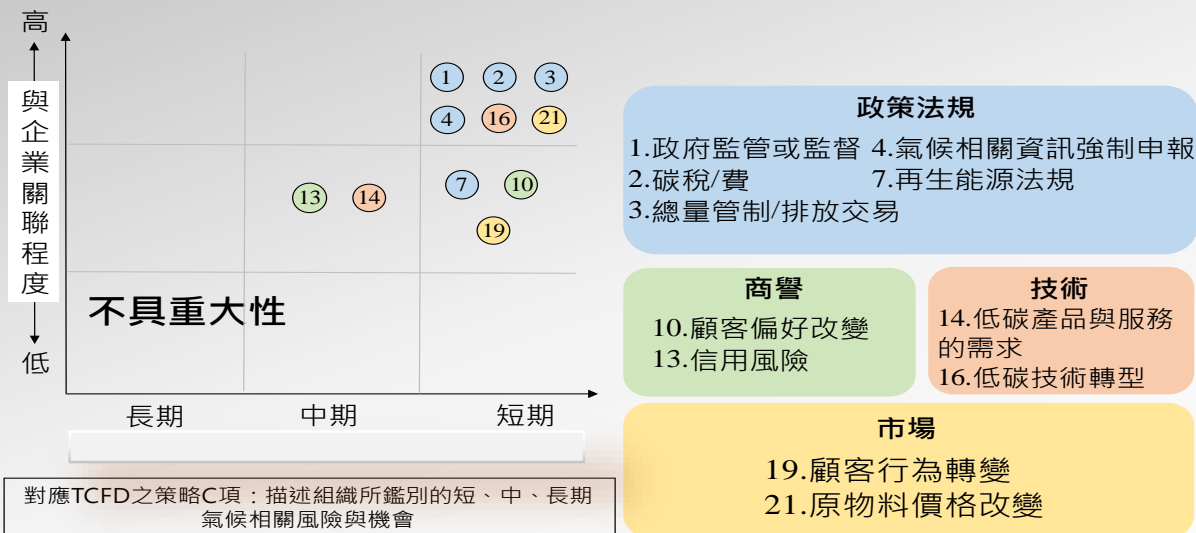 高
與企業關聯程度
低
1
2
3
4
16
21
13
14
7
10
19
不具重大性
長期
中期
短期
對應TCFD之策略C項：描述組織所鑑別的短、中、長期
氣候相關風險與機會
政策法規
1.政府監管或監督 4.氣候相關資訊強制申報
2.碳稅/費 7.再生能源法規
3.總量管制/排放交易
商譽
10.顧客偏好改變
13.信用風險
技術
14.低碳產品與服務
的需求
16.低碳技術轉型
市場
19.顧客行為轉變
21.原物料價格改變